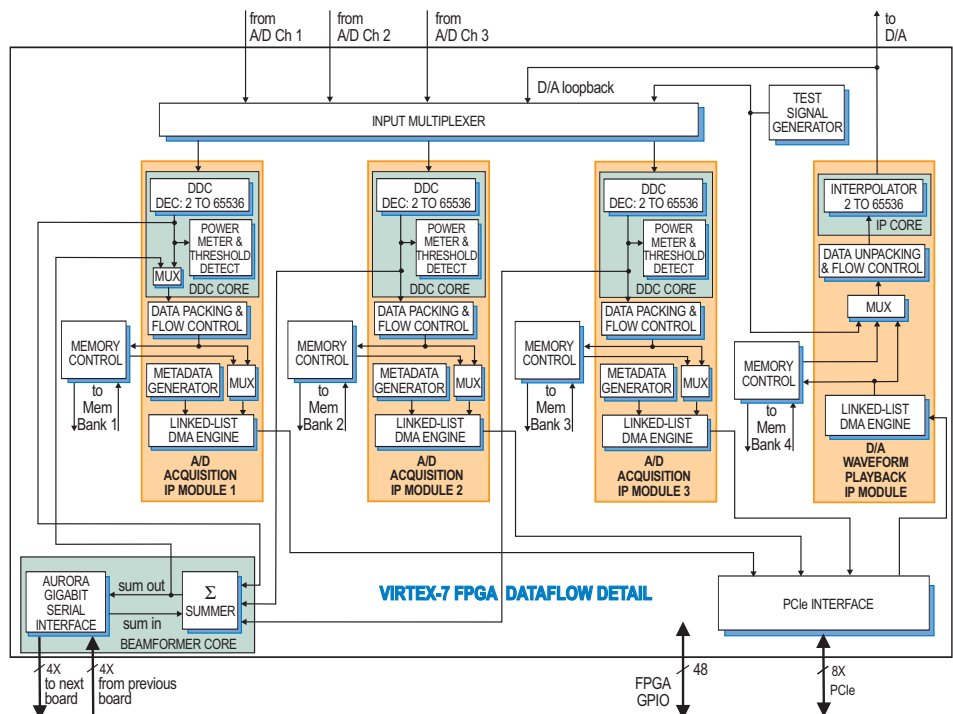 from
A/D Ch 1
from
A/D Ch 2
from
A/D Ch 3
to
D/A
D/A loopback
INPUT MULTIPLEXER
TEST
SIGNAL
GENERATOR
DDC
DEC: 2 TO 65536
POWER
METER &
THRESHOLD
DETECT
MUX
DDC CORE
DATA PACKING &
FLOW CONTROL
MEMORY
CONTROL
METADATA
GENERATOR
MUX
to
Mem
Bank 1
LINKED-LIST
DMA ENGINE
A/D
ACQUISITION
IP MODULE 1
DDC
DEC: 2 TO 65536
POWER
METER &
THRESHOLD
DETECT
DDC CORE
DATA PACKING &
FLOW CONTROL
MEMORY
CONTROL
METADATA
GENERATOR
MUX
to
Mem
Bank 2
LINKED-LIST
DMA ENGINE
A/D
ACQUISITION
IP MODULE 2
DDC
DEC: 2 TO 65536
POWER
METER &
THRESHOLD
DETECT
DDC CORE
DATA PACKING &
FLOW CONTROL
MEMORY
CONTROL
METADATA
GENERATOR
MUX
to
Mem
Bank 3
LINKED-LIST
DMA ENGINE
A/D
ACQUISITION
IP MODULE 3
INTERPOLATOR
2 TO 65536
IP CORE
DATA UNPACKING
& FLOW CONTROL
MUX
MEMORY
CONTROL
to
Mem
Bank 4
LINKED-LIST
DMA ENGINE
D/A
WAVEFORM
PLAYBACK
IP MODULE
AURORA
GIGABIT
SERIAL
INTERFACE
sum out
sum in
Σ
SUMMER
BEAMFORMER CORE
VIRTEX-7 FPGA DATAFLOW DETAIL
PCIe INTERFACE
4X
to next
board
4X
from previous
board
48
FPGA
GPIO
8X
PCIe